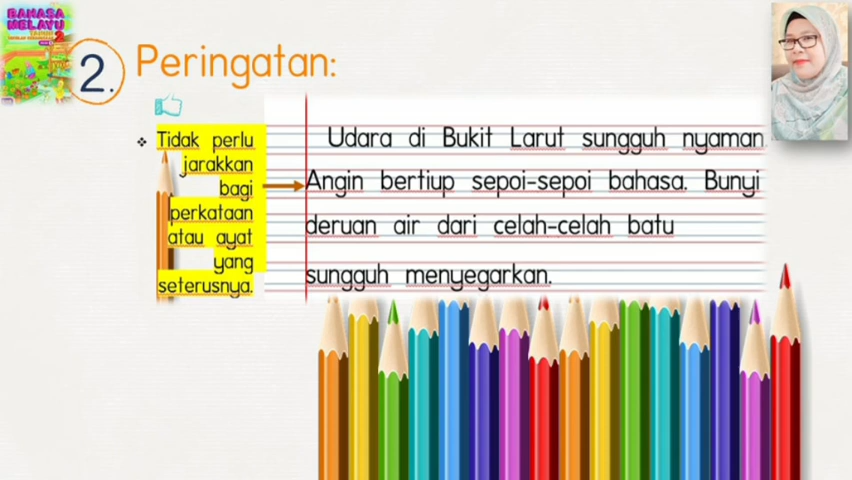 BAHASA
MELAYU
2
2.
Peringatan:
❖ Tidak perlu
jarakkan
bagi
perkataan
atau ayat
yang
seterusnya.
Udara di Bukit Larut sungguh nyaman.
Angin bertiup sepoi-sepoi bahasa. Bunyi
deruan air dari celah-celah batu
sungguh menyegarkan.